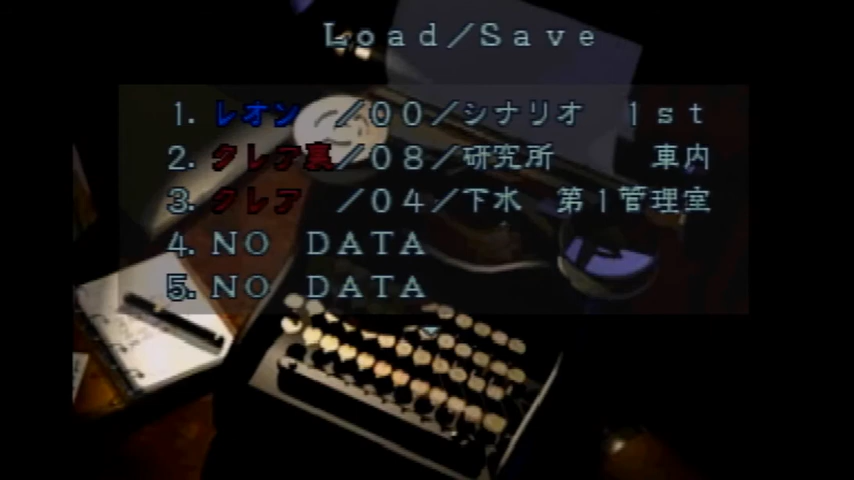 Load/Save
1. レオン /00/シナリオ 1st
2. クレア裏/08/研究所 車内
3. クレア /04/下水 第1管理室
4. NO DATA
5. NO DATA